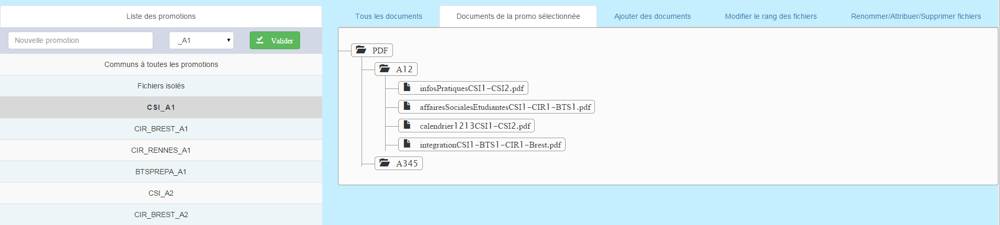 Liste des promotions
Nouvelle promotion
_A1
Valider
Communs à toutes les promotions
Fichiers isolés
CSI_A1
CIR_BREST_A1
CIR_RENNES_A1
BTSPREPA_A1
CSI_A2
CIR_BREST_A2
Tous les documents
Documents de la promo sélectionnée
Ajouter des documents
Modifier le rang des fichiers
Renommer/Attribuer/Supprimer fichiers
PDF
A12
infosPratiquesCSI1-CSI2.pdf
affairesSocialesEtudiantesCSI1-CIR1-BTS1.pdf
calendrier1213CSI1-CSI2.pdf
integrationCSI1-BTS1-CIR1-Brest.pdf
A345